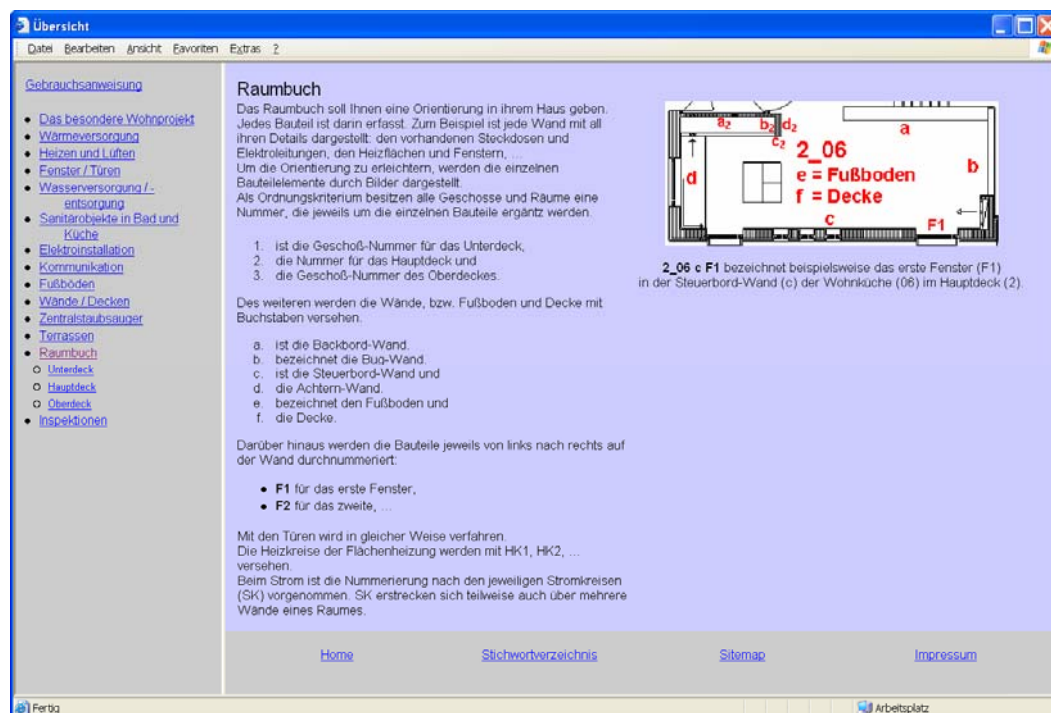 Übersicht
Datei Bearbeiten Ansicht Favoriten Extras ?
Gebrauchsanweisung
Das besondere Wohnprojekt
Wärmeversorgung
Heizen und Lüften
Fenster / Türen
Wasserversorgung / -
entsorgung
Sanitärobjekte in Bad und
Küche
Elektroinstallation
Kommunikation
Fußböden
Wände / Decken
Zentralstaubsauger
Terrassen
Raumbuch
Unterdeck
Hauptdeck
Oberdeck
Inspektionen
Raumbuch
Das Raumbuch soll Ihnen eine Orientierung in ihrem Haus geben.
Jedes Bauteil ist darin erfasst. Zum Beispiel ist jede Wand mit all
ihren Details dargestellt: den vorhandenen Steckdosen und
Elektroleitungen, den Heizflächen und Fenstern, ...
Um die Orientierung zu erleichtern, werden die einzelnen
Bauteilelemente durch Bilder dargestellt.
Als Ordnungskriterium besitzen alle Geschosse und Räume eine
Nummer, die jeweils um die einzelnen Bauteile ergäntz werden.
1. ist die Geschoß-Nummer für das Unterdeck,
2. die Nummer für das Hauptdeck und
3. die Geschoß-Nummer des Oberdeckes.
Des weiteren werden die Wände, bzw. Fußboden und Decke mit
Buchstaben versehen.
a. ist die Backbord-Wand.
b. bezeichnet die Bug-Wand.
c. ist die Steuerbord-Wand und
d. die Achtern-Wand.
e. bezeichnet den Fußboden und
f. die Decke.
Darüber hinaus werden die Bauteile jeweils von links nach rechts auf
der Wand durchnummeriert:
F1 für das erste Fenster,
F2 für das zweite, ...
Mit den Türen wird in gleicher Weise verfahren.
Die Heizkreise der Flächenheizung werden mit HK1, HK2, ...
versehen.
Beim Strom ist die Nummerierung nach den jeweiligen Stromkreisen
(SK) vorgenommen. SK erstrecken sich teilweise auch über mehrere
Wände eines Raumes.
a2 b2 d2 a
c2
2_06
d e = Fußboden b
f = Decke
c F1
2_06 c F1 bezeichnet beispielsweise das erste Fenster (F1)
in der Steuerbord-Wand (c) der Wohnküche (06) im Hauptdeck (2).
Home Stichwortverzeichnis Sitemap Impressum
Fertig Arbeitsplatz